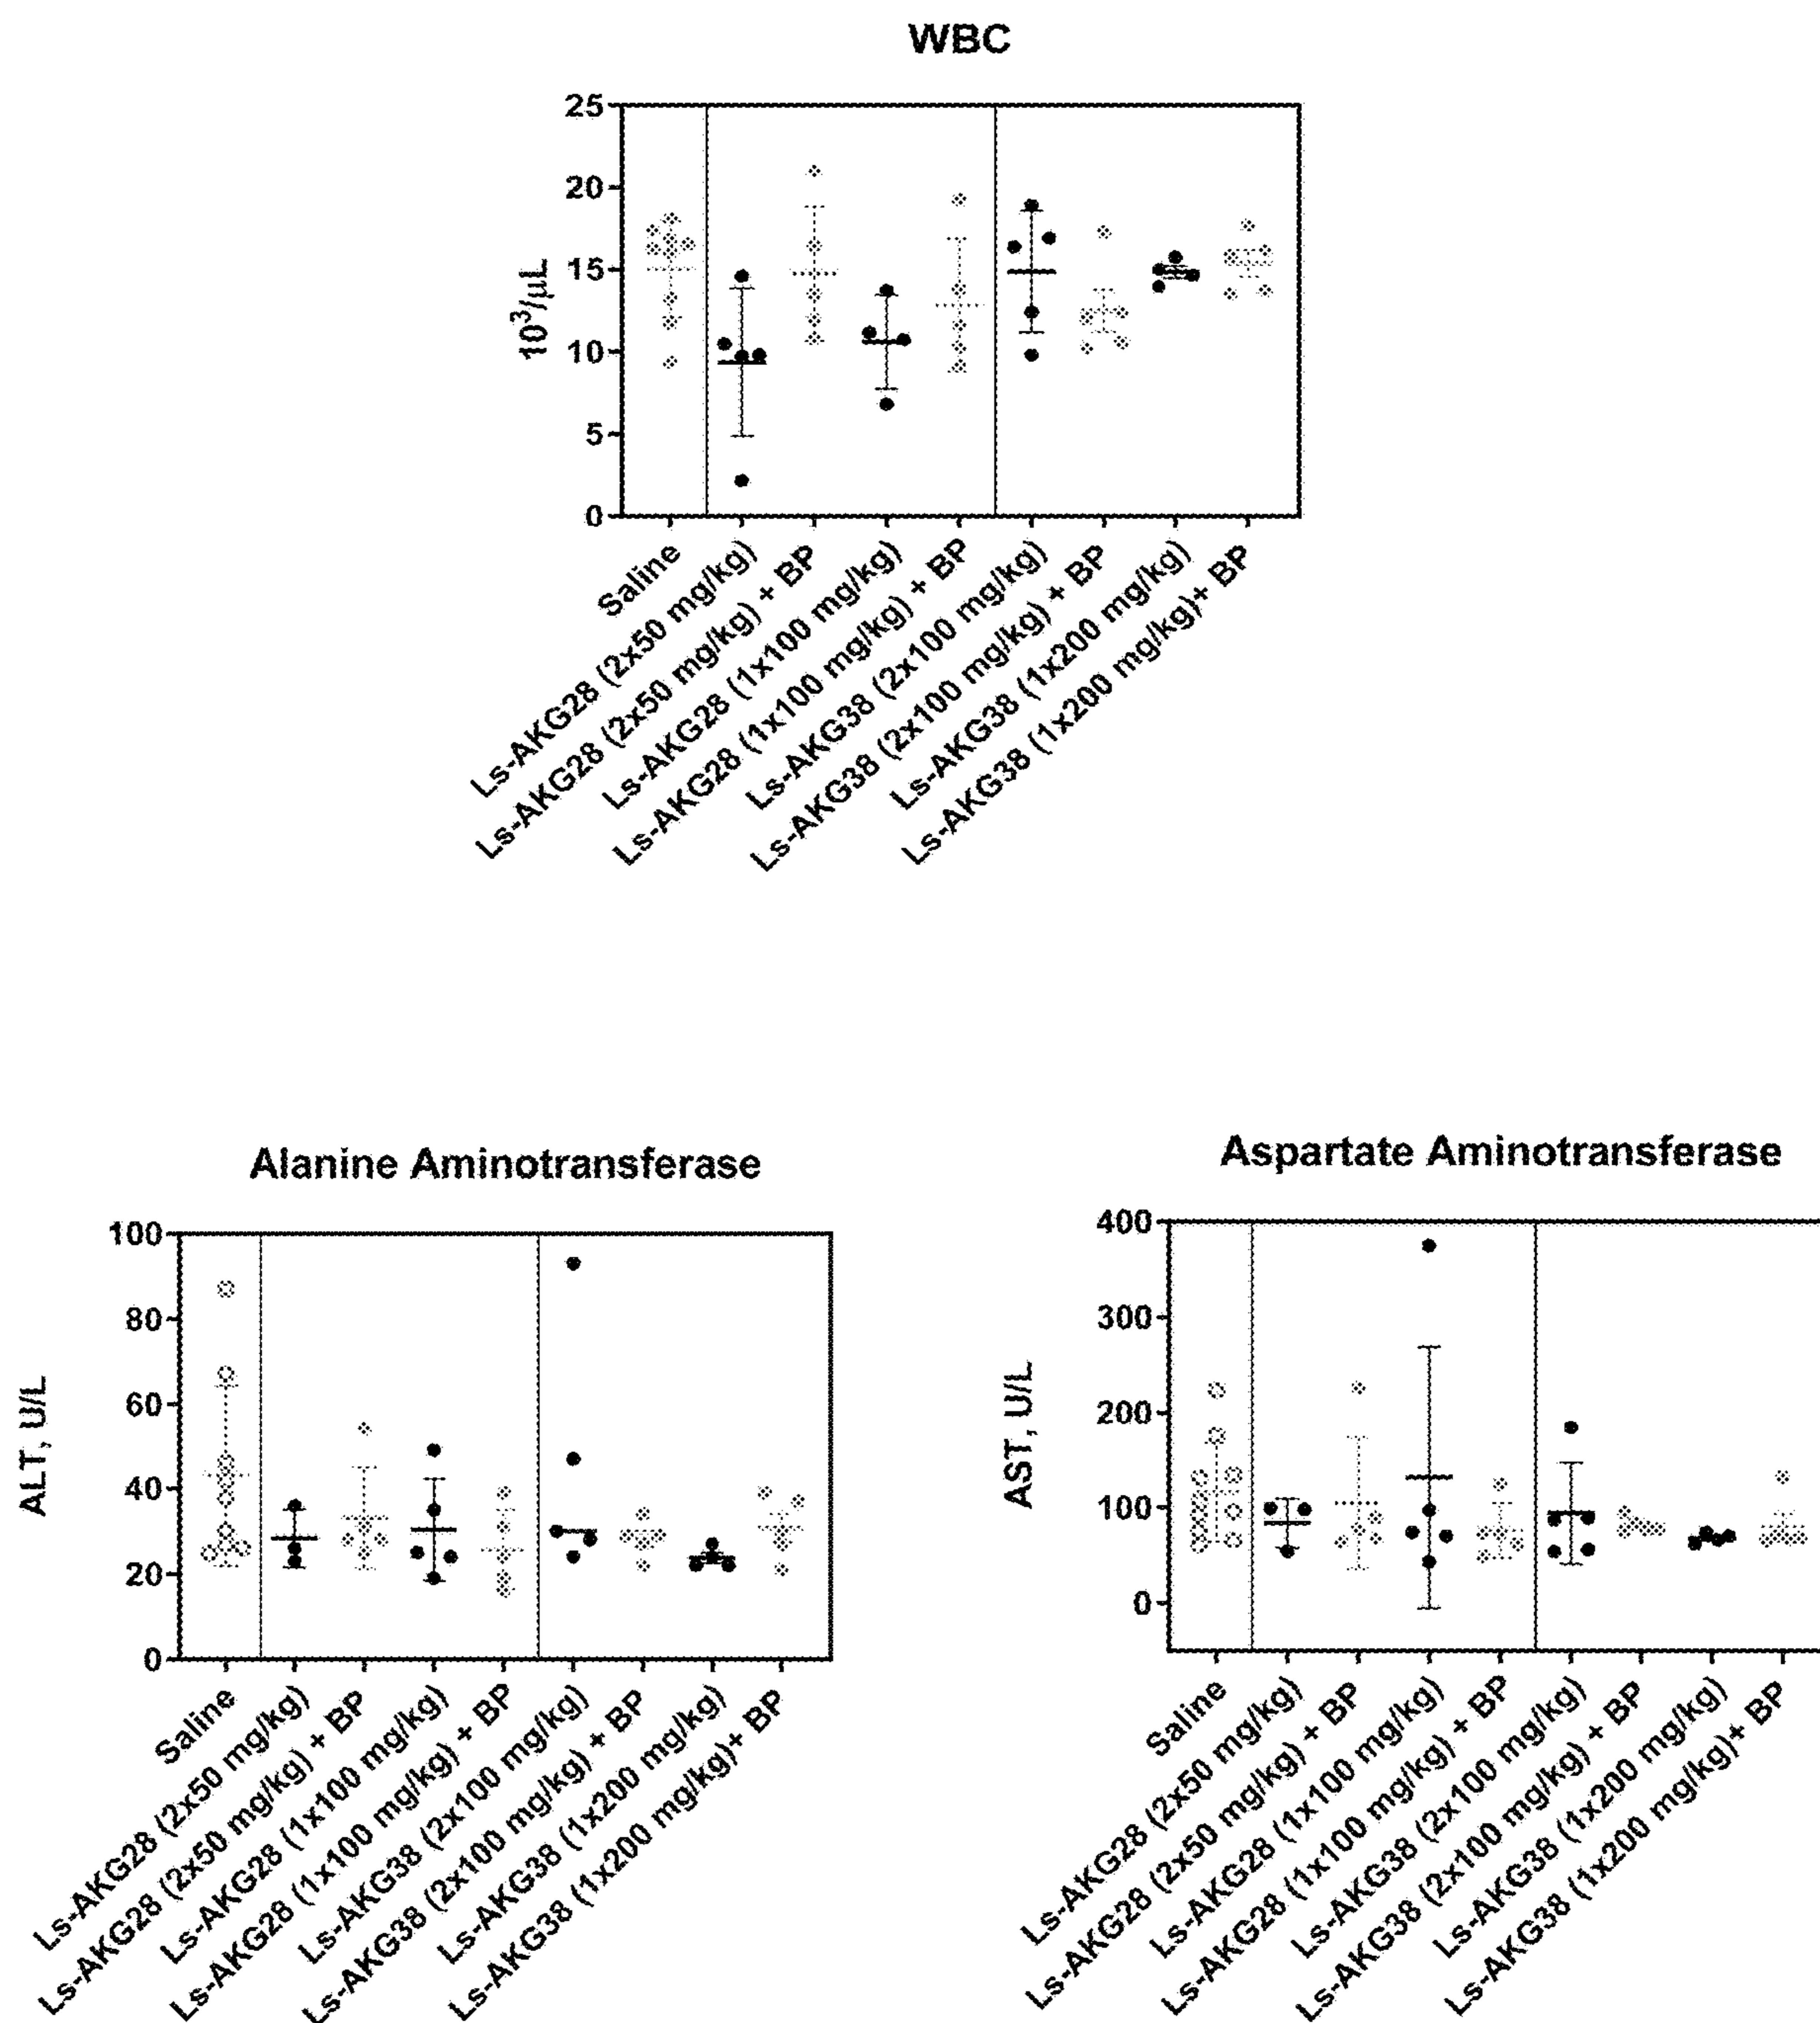 WBC
25
20
15
10
5
0
10³/µL
Saline
Ls-AKG28 (2x50 mg/kg)
Ls-AKG28 (2x50 mg/kg) + BP
Ls-AKG28 (1x100 mg/kg)
Ls-AKG28 (1x100 mg/kg) + BP
Ls-AKG38 (2x100 mg/kg)
Ls-AKG38 (2x100 mg/kg) + BP
Ls-AKG38 (1x200 mg/kg)
Ls-AKG38 (1x200 mg/kg)+ BP
Alanine Aminotransferase
100
80
60
40
20
0
ALT, U/L
Saline
Ls-AKG28 (2x50 mg/kg)
Ls-AKG28 (2x50 mg/kg) + BP
Ls-AKG28 (1x100 mg/kg)
Ls-AKG28 (1x100 mg/kg) + BP
Ls-AKG38 (2x100 mg/kg)
Ls-AKG38 (2x100 mg/kg) + BP
Ls-AKG38 (1x200 mg/kg)
Ls-AKG38 (1x200 mg/kg)+ BP
Aspartate Aminotransferase
400
300
200
100
0
AST, U/L
Saline
Ls-AKG28 (2x50 mg/kg)
Ls-AKG28 (2x50 mg/kg) + BP
Ls-AKG28 (1x100 mg/kg)
Ls-AKG28 (1x100 mg/kg) + BP
Ls-AKG38 (2x100 mg/kg)
Ls-AKG38 (2x100 mg/kg) + BP
Ls-AKG38 (1x200 mg/kg)
Ls-AKG38 (1x200 mg/kg)+ BP